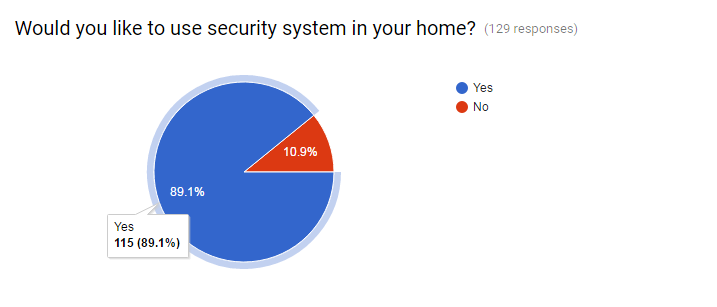 Would you like to use security system in your home? (129 responses)
Yes
No
10.9%
89.1%
Yes
115 (89.1%)